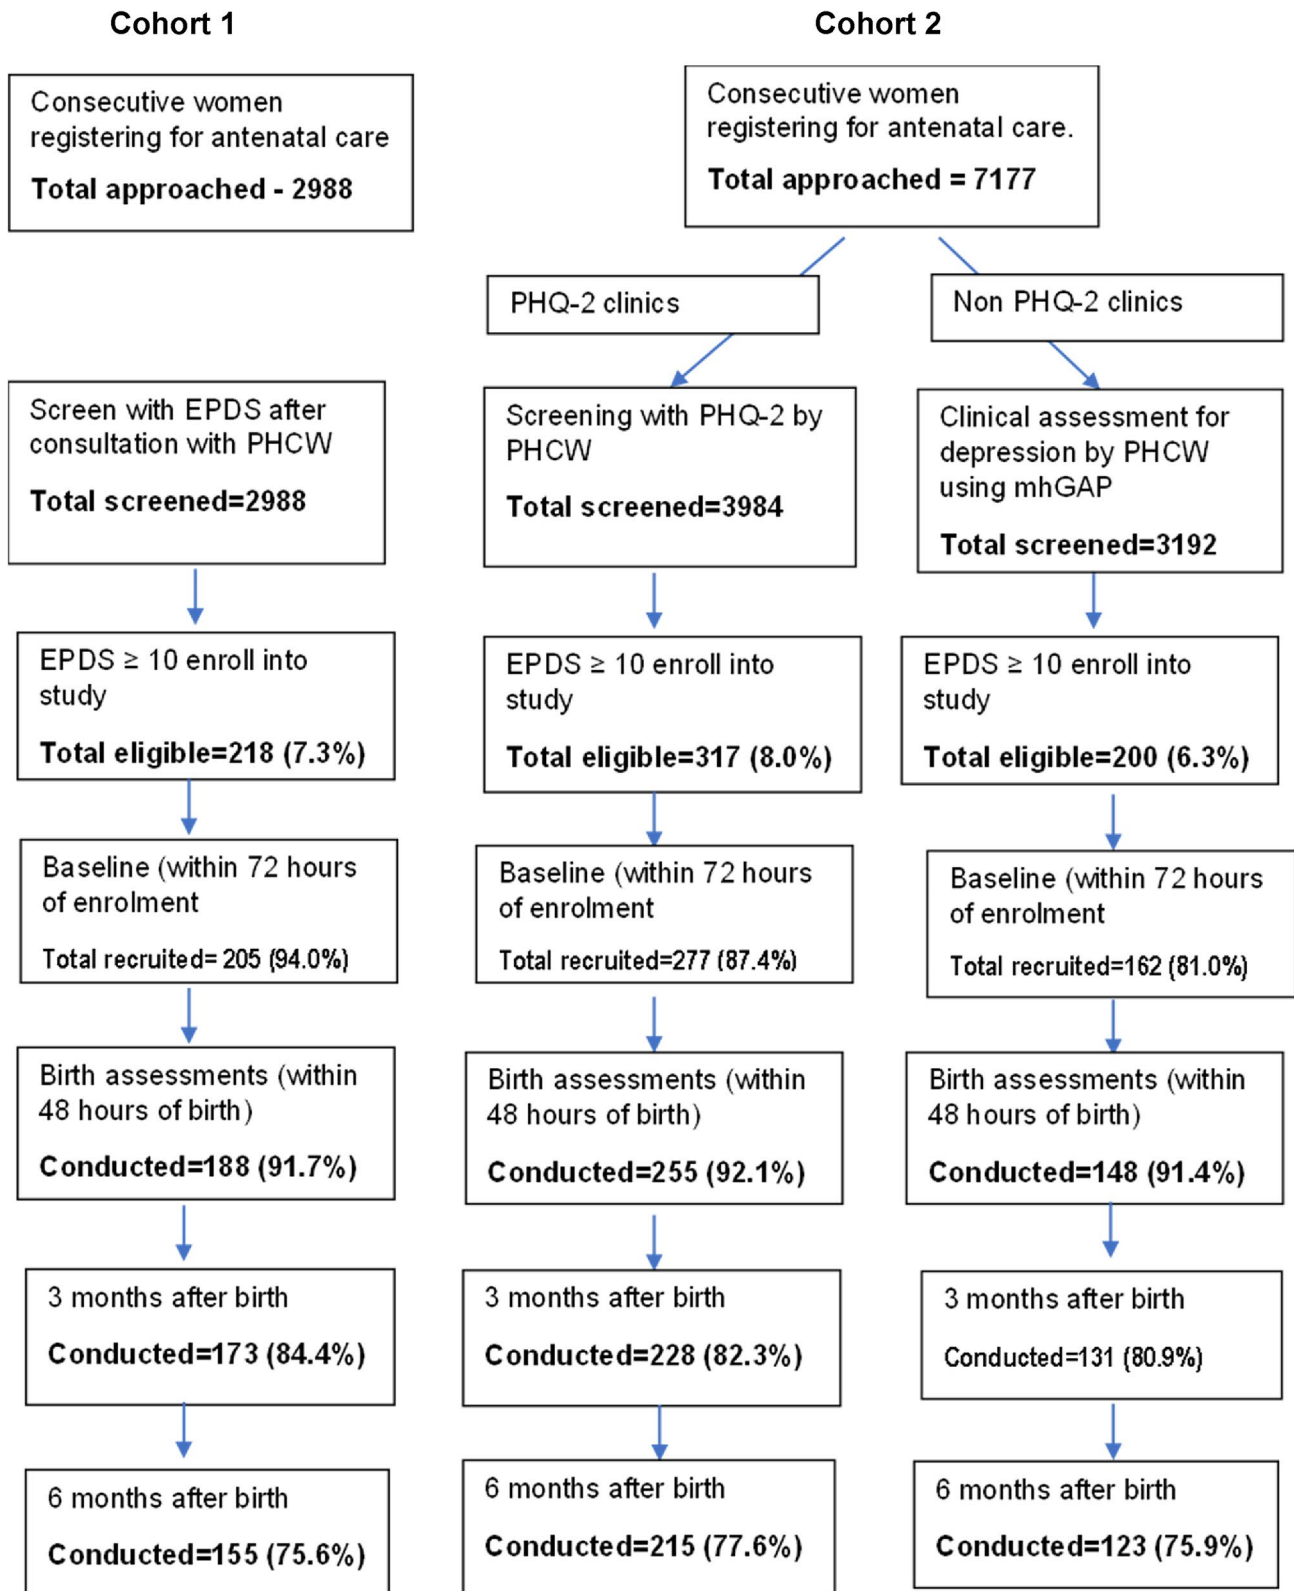 Cohort 1
Consecutive women
registering for antenatal care
Total approached - 2988
Screen with EPDS after
consultation with PHCW
Total screened=2988
EPDS ≥ 10 enroll into
study
Total eligible=218 (7.3%)
Baseline (within 72 hours
of enrolment
Total recruited= 205 (94.0%)
Birth assessments (within
48 hours of birth)
Conducted=188 (91.7%)
3 months after birth
Conducted=173 (84.4%)
6 months after birth
Conducted=155 (75.6%)
Cohort 2
Consecutive women
registering for antenatal care.
Total approached = 7177
PHQ-2 clinics
Screening with PHQ-2 by
PHCW
Total screened=3984
EPDS ≥ 10 enroll into
study
Total eligible=317 (8.0%)
Baseline (within 72 hours
of enrolment
Total recruited=277 (87.4%)
Birth assessments (within
48 hours of birth)
Conducted=255 (92.1%)
3 months after birth
Conducted=228 (82.3%)
6 months after birth
Conducted=215 (77.6%)
Non PHQ-2 clinics
Clinical assessment for
depression by PHCW
using mhGAP
Total screened=3192
EPDS ≥ 10 enroll into
study
Total eligible=200 (6.3%)
Baseline (within 72 hours
of enrolment
Total recruited=162 (81.0%)
Birth assessments (within
48 hours of birth)
Conducted=148 (91.4%)
3 months after birth
Conducted=131 (80.9%)
6 months after birth
Conducted=123 (75.9%)